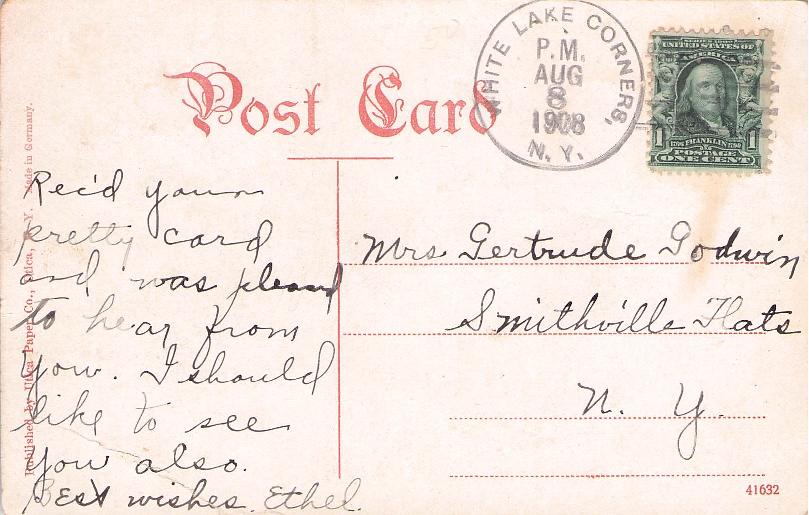 Post Card
WHITE LAKE CORNERS,
P.M.
AUG
8
1908
N. Y.
SERIES 1902
UNITED STATES OF
AMERICA
1706 FRANKLIN 1790
1 1
POSTAGE
ONE CENT
Published by Utica Paper Co., Utica, N.Y. Made in Germany.
Rec'd your
pretty card
and was pleased
to hear from
you. I should
like to see
you also.
Best wishes. Ethel.
Mrs Gertrude Godwin
Smithville Flats
N. Y.
41632